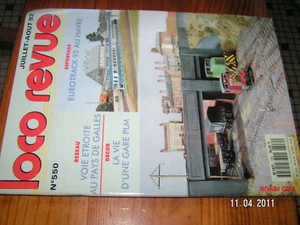 loco revue
JUILLET-AOUT 92
N°550
REPORTAGE
EUROTRACK 92 AU HAVRE
RESEAU
VOIE ETROITE
AU PAYS DE GALLES
DECOR
LA VIE
D'UNE GARE PLM
11.04.2011